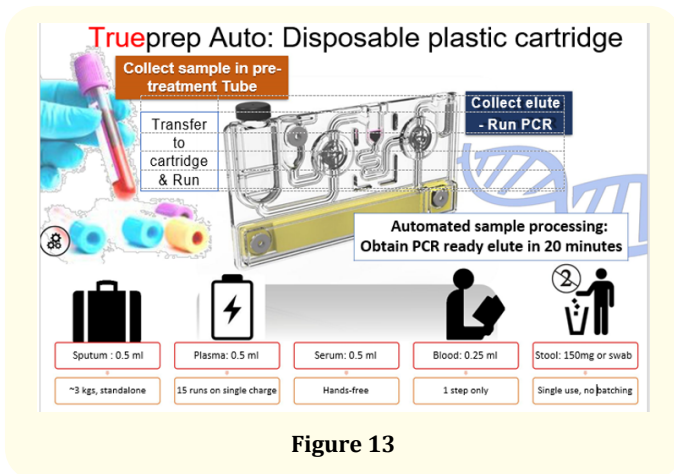 Trueprep Auto: Disposable plastic cartridge
Collect sample in pre-
treatment Tube
Transfer
to
cartridge
& Run
Collect elute
- Run PCR
Automated sample processing:
Obtain PCR ready elute in 20 minutes
2
Sputum : 0.5 ml
Plasma: 0.5 ml
Serum: 0.5 ml
Blood: 0.25 ml
Stool: 150mg or swab
~3 kgs, standalone
15 runs on single charge
Hands-free
1 step only
Single use, no batching
Figure 13